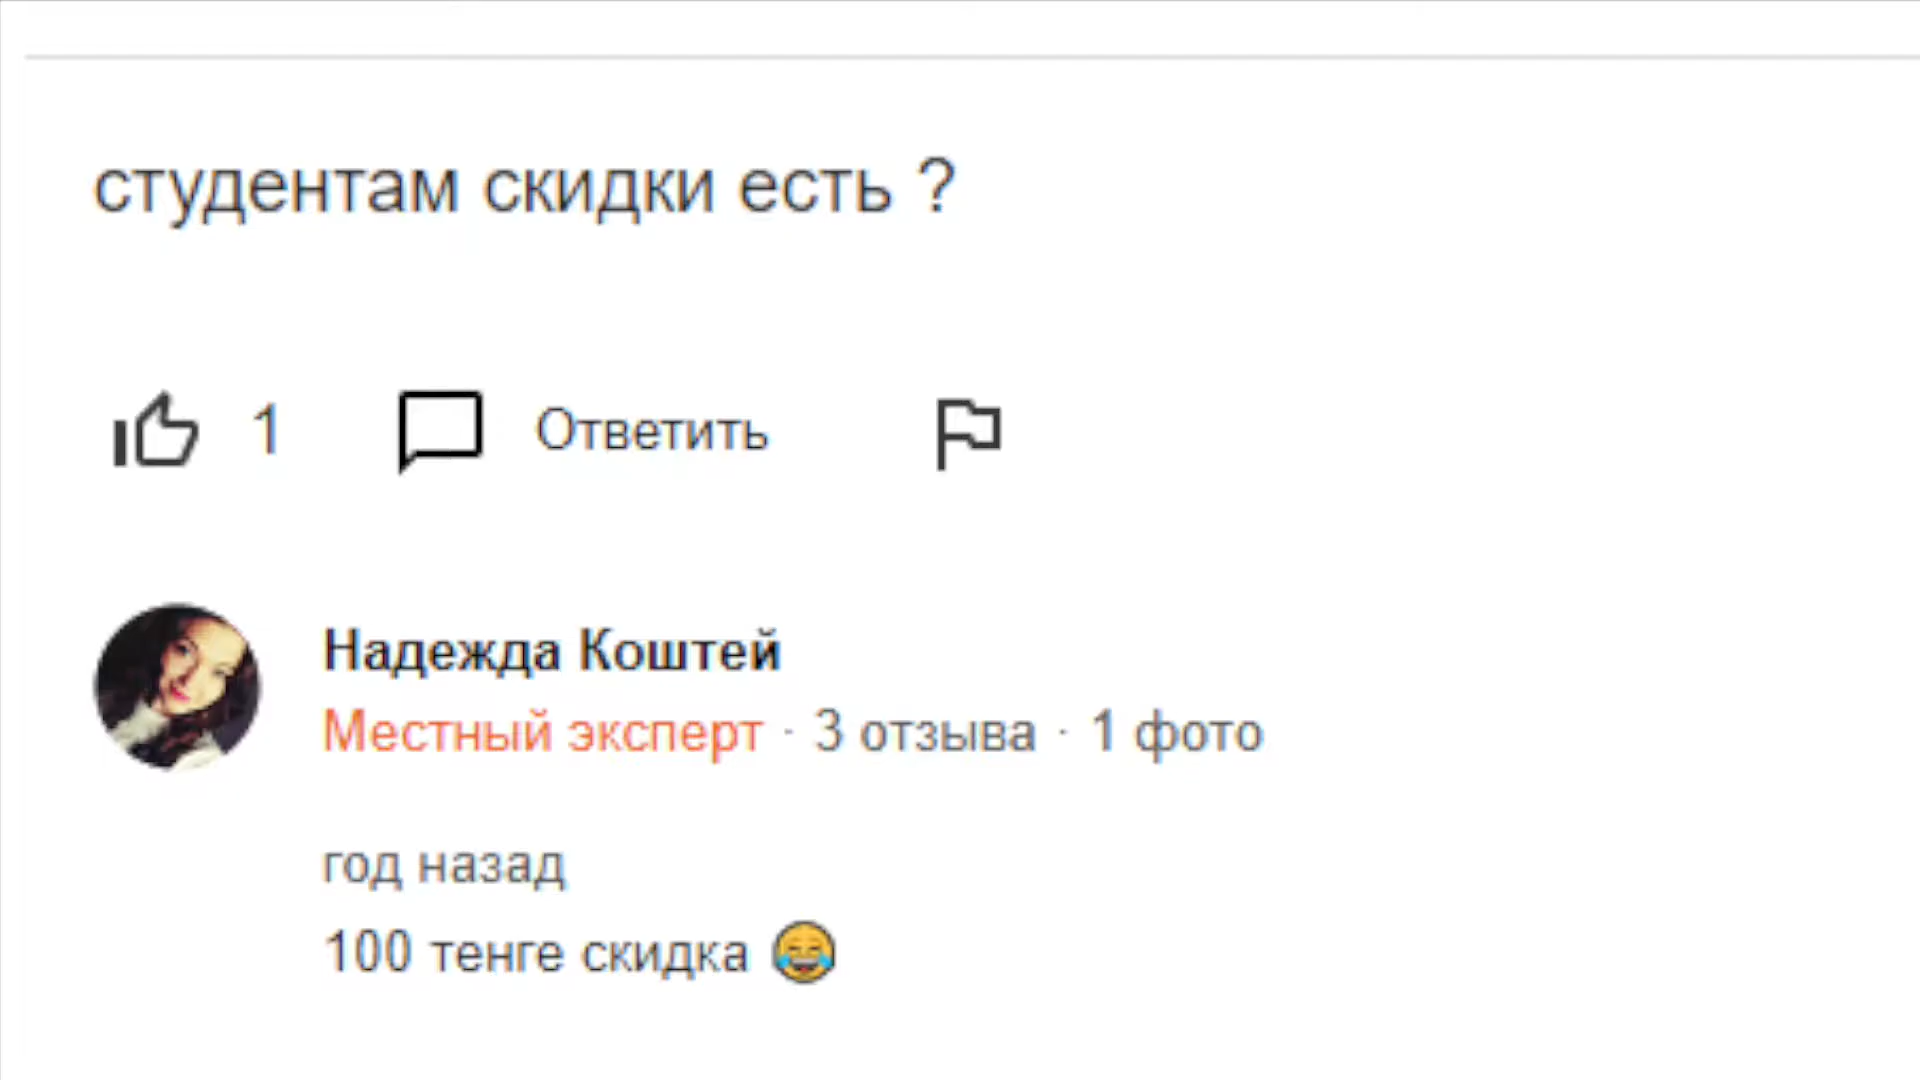 студентам скидки есть ?
1 Ответить
Надежда Коштей
Местный эксперт · 3 отзыва · 1 фото
год назад
100 тенге скидка 😂